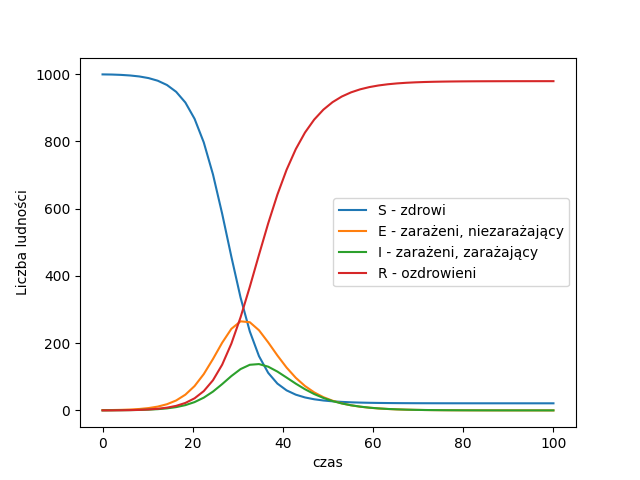 1000
800
600
400
200
0
Liczba ludności
S - zdrowi
E - zarażeni, niezarażający
I - zarażeni, zarażający
R - ozdrowieni
0 20 40 60 80 100
czas